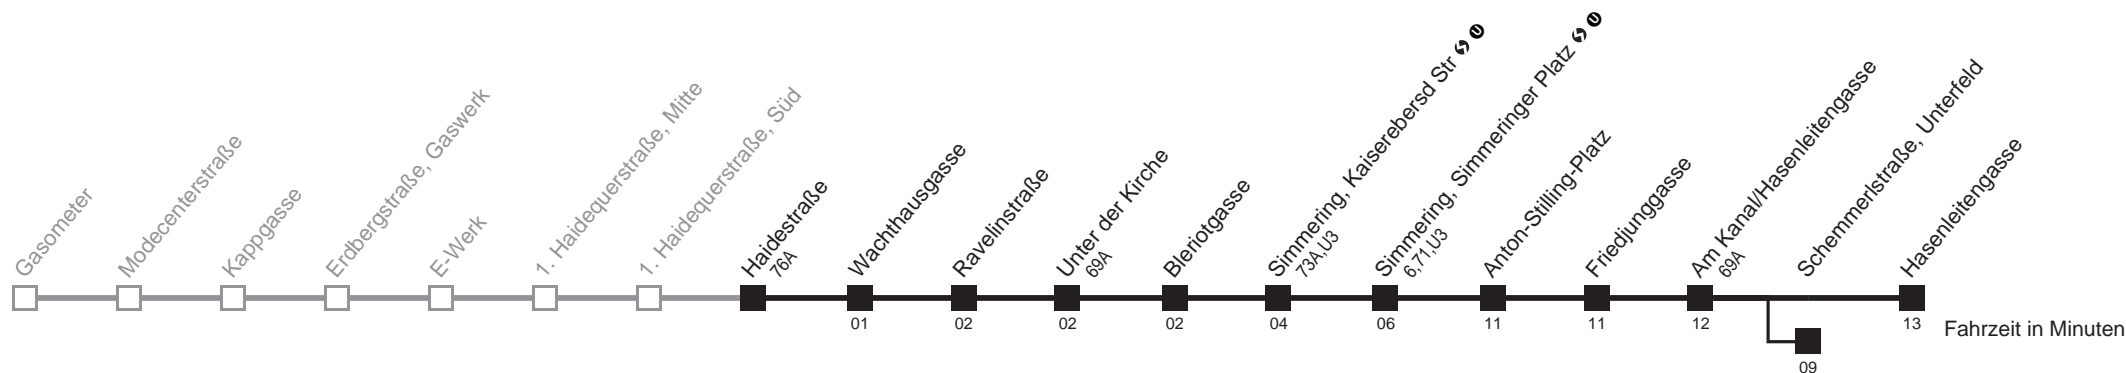 Gasometer
Modecenterstraße
Kappgasse
Erdbergstraße, Gaswerk
E-Werk
1. Haidequerstraße, Mitte
1. Haidequerstraße, Süd
Haidestraße
76A
Wachthausgasse
01
Ravelinstraße
02
Unter der Kirche
69A
02
Bleriotgasse
02
Simmering, Kaiserebersd Str U
73A,U3
04
Simmering, Simmeringer Platz U
6,71,U3
06
Anton-Stilling-Platz
11
Friedjunggasse
11
Am Kanal/Hasenleitengasse
69A
12
Schemmerlstraße, Unterfeld
09
Hasenleitengasse
13
Fahrzeit in Minuten